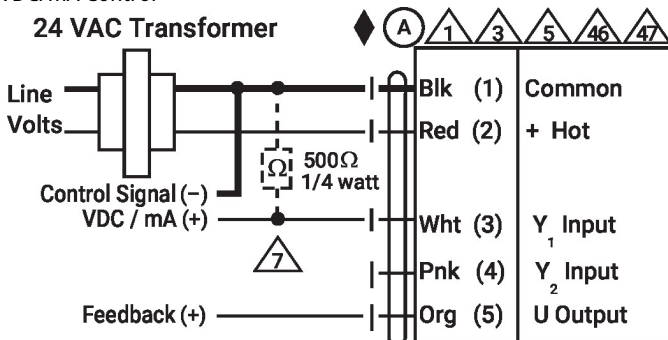 24 VAC Transformer
A 1 3 5 46 47
Line
Volts
Blk (1) Common
Red (2) + Hot
Ω 500Ω
1/4 watt
Control Signal (−)
VDC / mA (+)
Wht (3) Y1 Input
7
Pnk (4) Y2 Input
Feedback (+)
Org (5) U Output